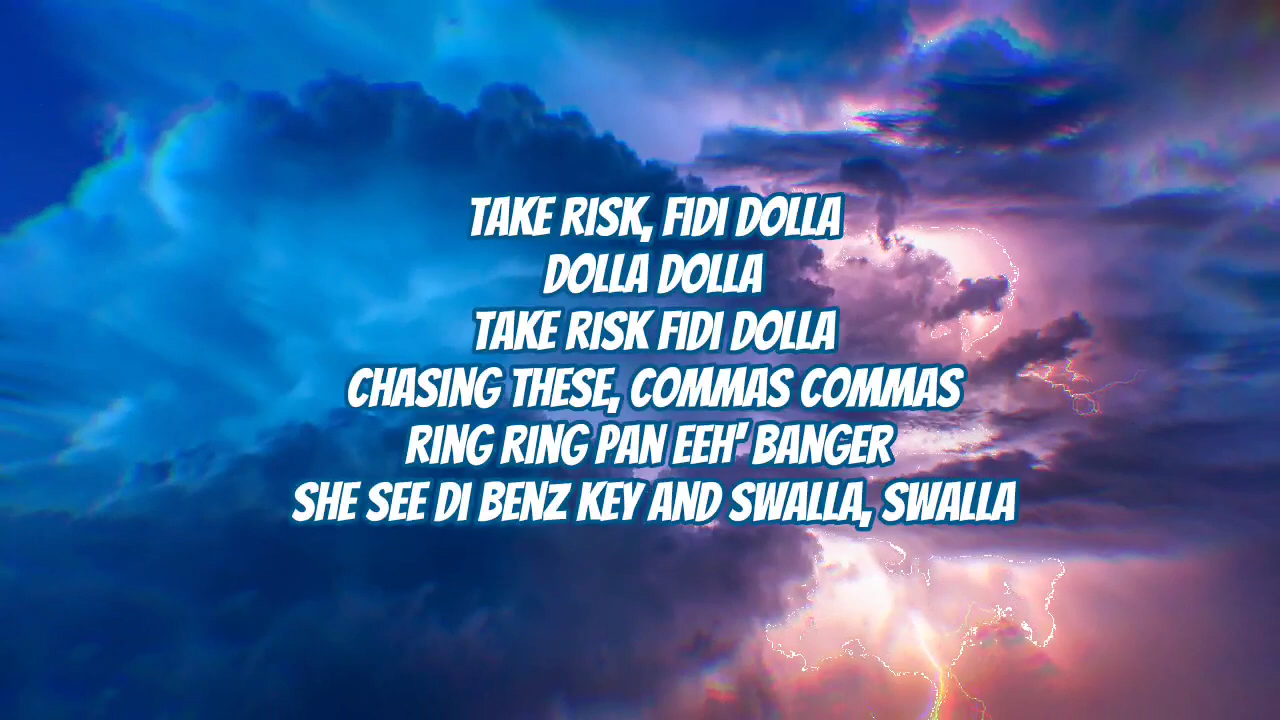 TAKE RISK, FIDI DOLLA
DOLLA DOLLA
TAKE RISK FIDI DOLLA
CHASING THESE, COMMAS COMMAS
RING RING PAN EEH' BANGER
SHE SEE DI BENZ KEY AND SWALLA, SWALLA